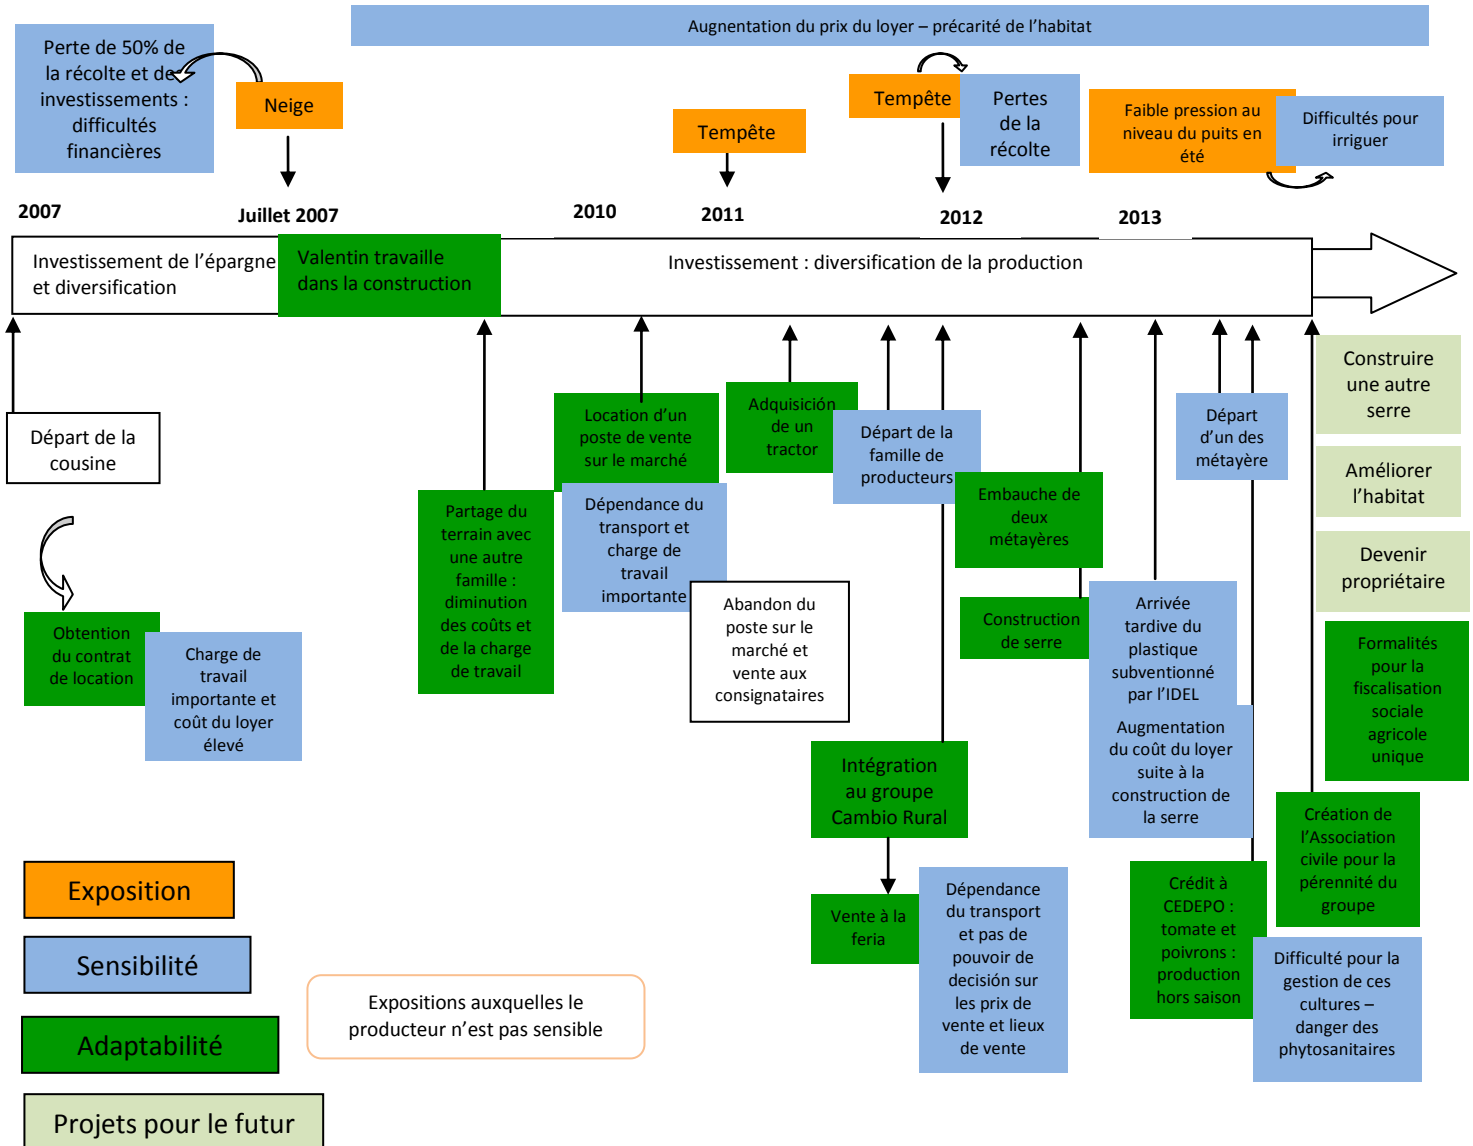 Augnentation du prix du loyer – précarité de l'habitat
Perte de 50% de
la récolte et des
investissements :
difficultés
financières
Neige
Tempête
Tempête
Pertes
de la
récolte
Faible pression au
niveau du puits en
été
Difficultés pour
irriguer
2007
Juillet 2007
2010
2011
2012
2013
Investissement de l'épargne
et diversification
Valentin travaille
dans la construction
Investissement : diversification de la production
Départ de la
cousine
Obtention
du contrat
de location
Charge de
travail
importante et
coût du loyer
élevé
Partage du
terrain avec
une autre
famille :
diminution
des coûts et
de la charge
de travail
Location d'un
poste de vente
sur le marché
Dépendance du
transport et
charge de
travail
importante
Adquisición
de un
tractor
Abandon du
poste sur le
marché et
vente aux
consignataires
Départ de la
famille de
producteurs
Intégration
au groupe
Cambio Rural
Vente à la
feria
Dépendance
du transport
et pas de
pouvoir de
decisión sur
les prix de
vente et lieux
de vente
Embauche de
deux
métayères
Construction
de serre
Arrivée
tardive du
plastique
subventionné
par l'IDEL
Augmentation
du coût du loyer
suite à la
construction de
la serre
Départ
d'un des
métayère
Crédit à
CEDEPO :
tomate et
poivrons :
production
hors saison
Difficulté pour la
gestion de ces
cultures –
danger des
phytosanitaires
Création de
l'Association
civile pour la
pérennité du
groupe
Construire
une autre
serre
Améliorer
l'habitat
Devenir
propriétaire
Formalités
pour la
fiscalisation
sociale
agricole
unique
Exposition
Sensibilité
Adaptabilité
Projets pour le futur
Expositions auxquelles le
producteur n'est pas sensible